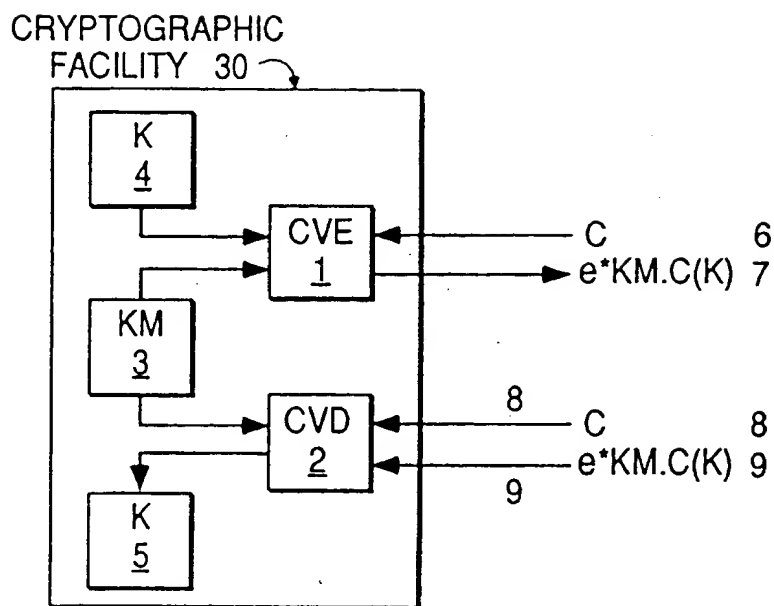 CRYPTOGRAPHIC
FACILITY 30
K
4
CVE
1
C 6
e*KM.C(K) 7
KM
3
CVD
2
8
C 8
e*KM.C(K) 9
9
K
5